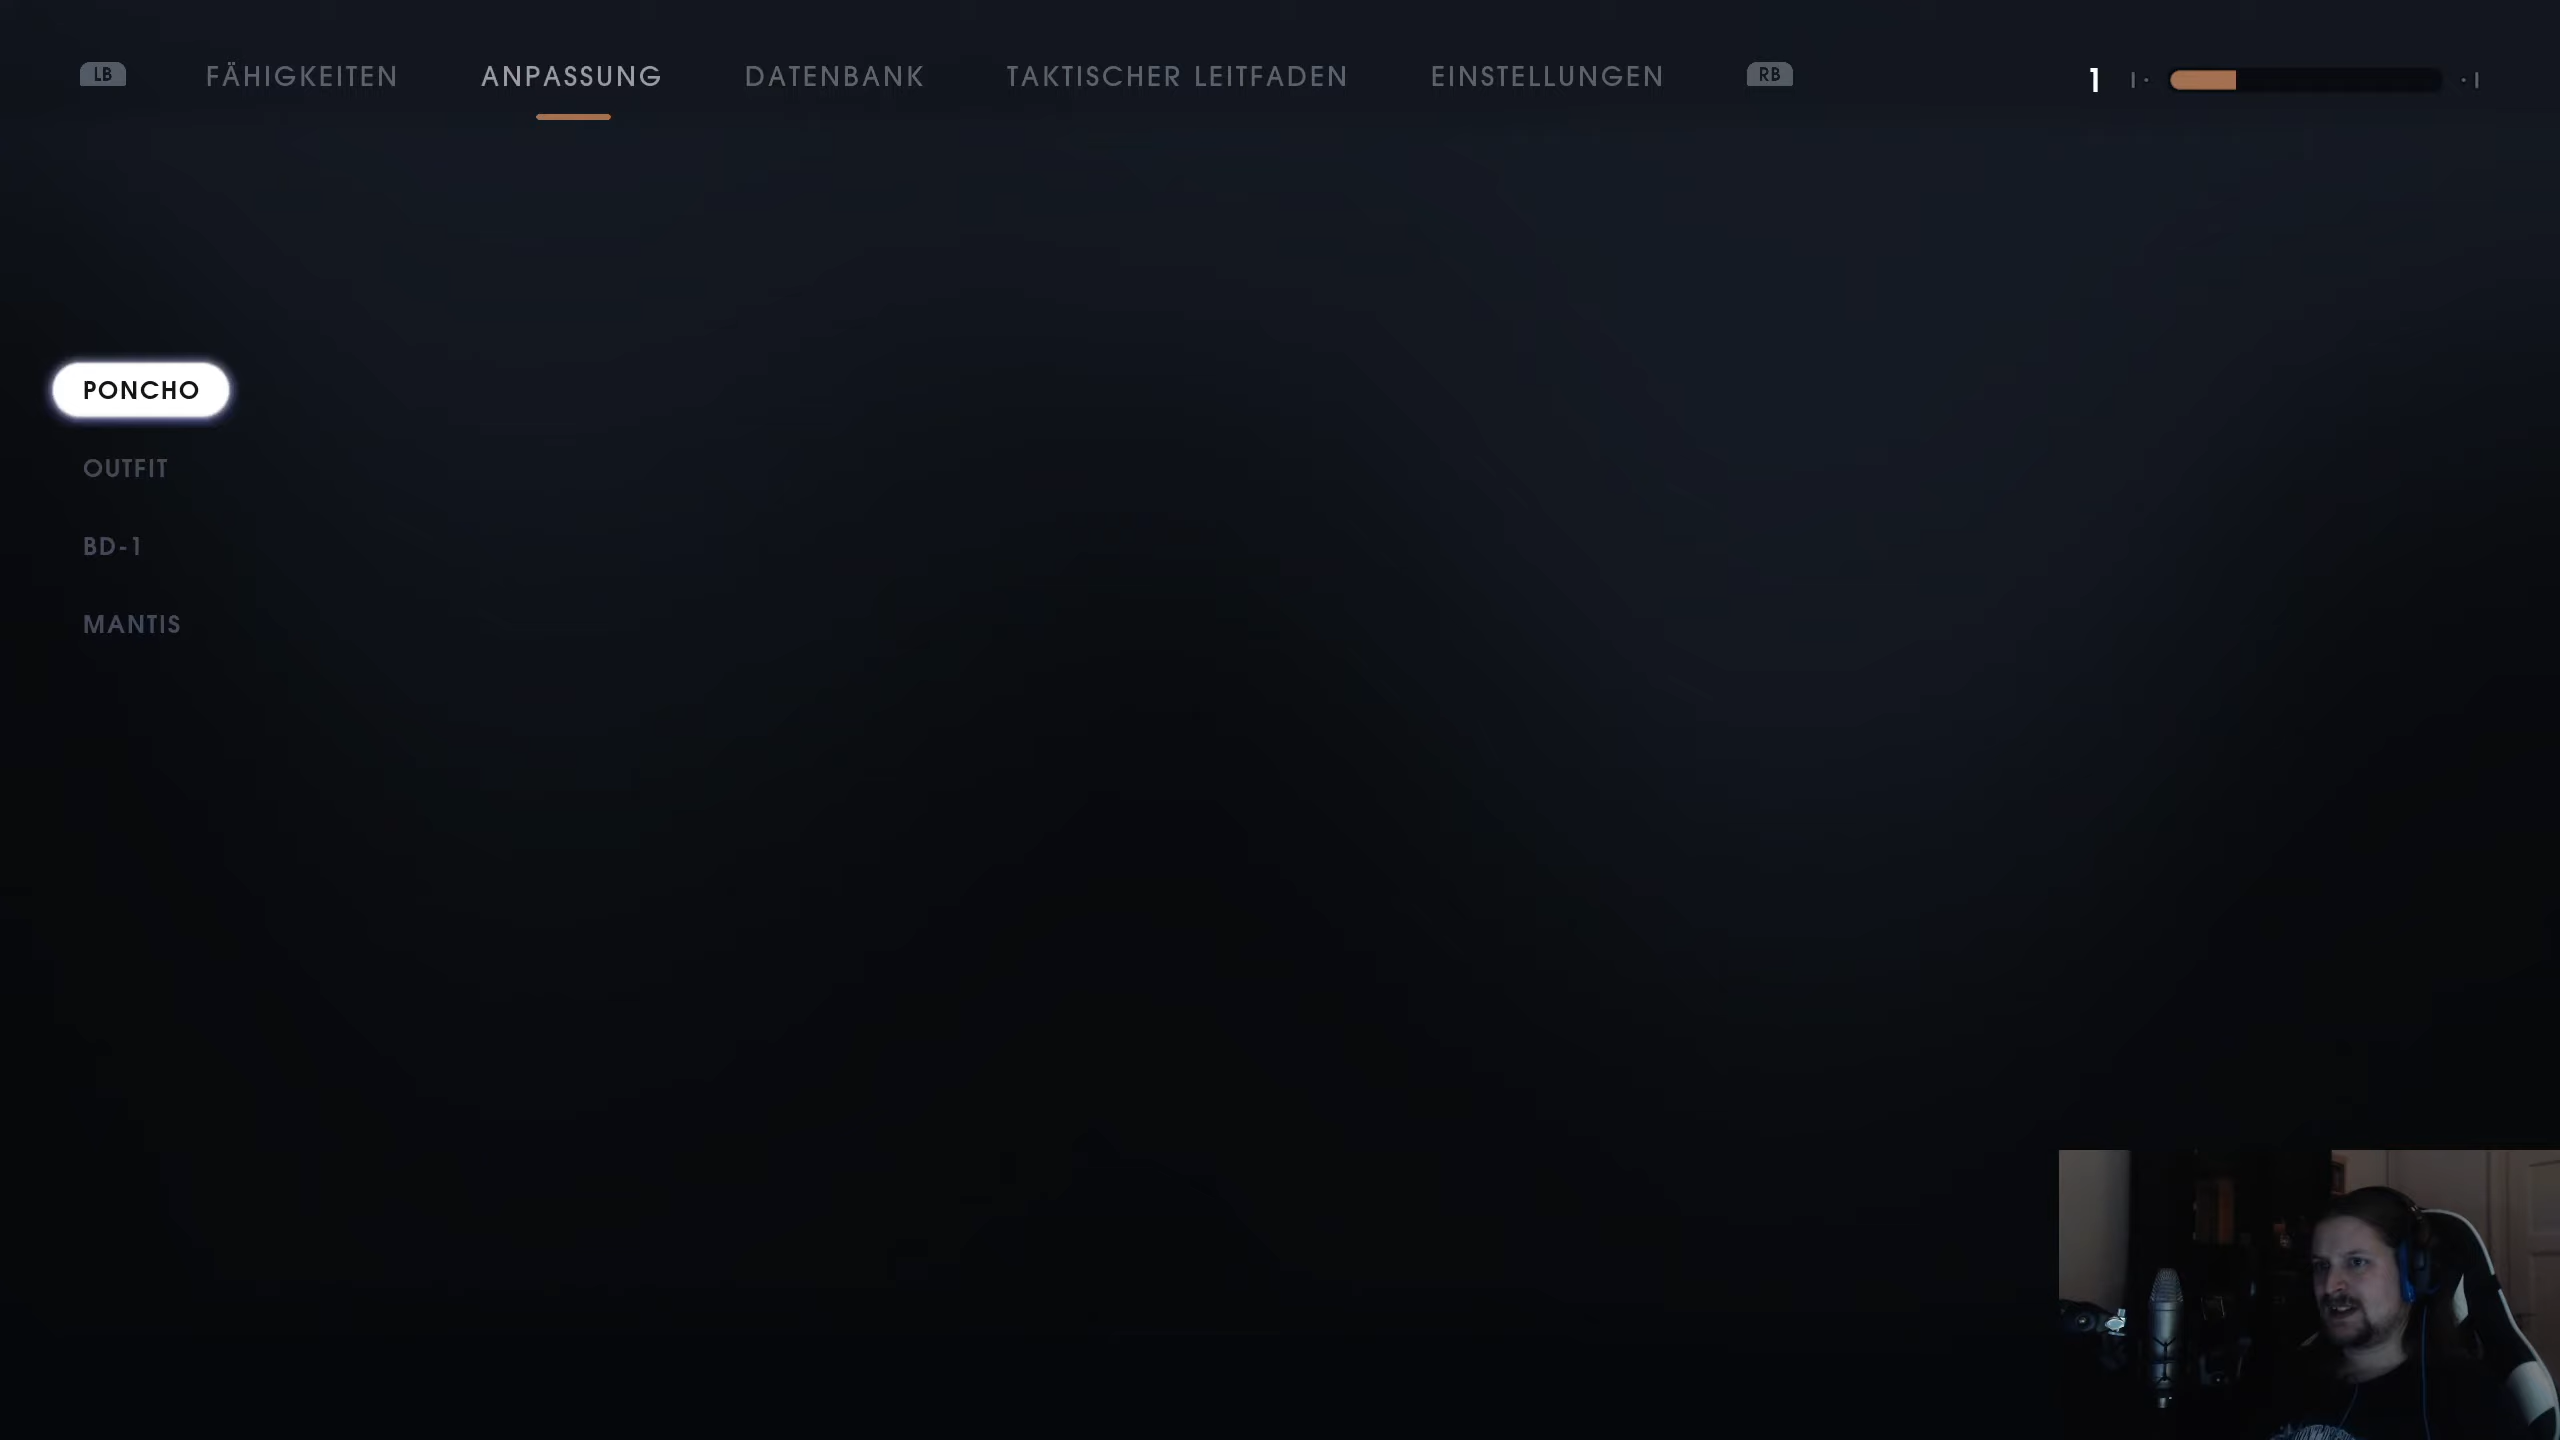 LB FÄHIGKEITEN ANPASSUNG DATENBANK TAKTISCHER LEITFADEN EINSTELLUNGEN RB 1
PONCHO
OUTFIT
BD-1
MANTIS